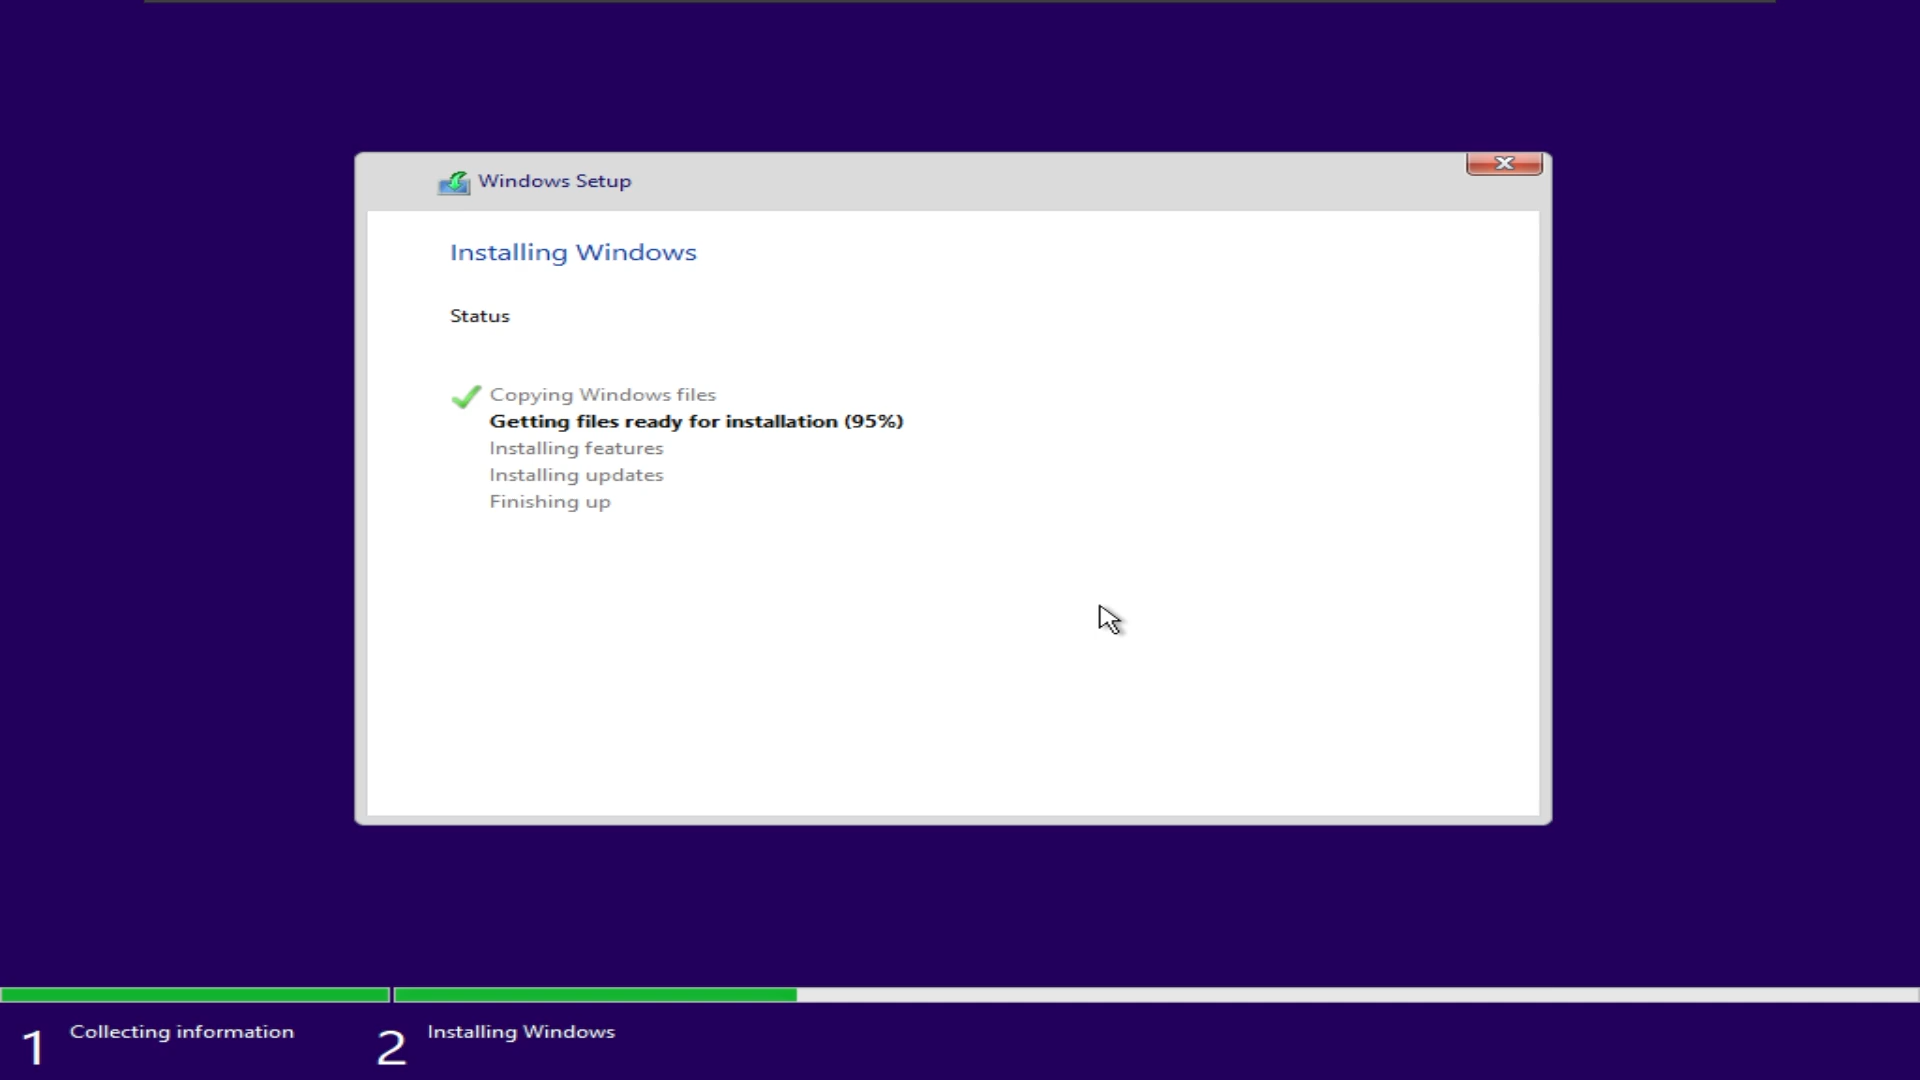 Windows Setup
Installing Windows
Status
Copying Windows files
Getting files ready for installation (95%)
Installing features
Installing updates
Finishing up
1 Collecting information
2 Installing Windows